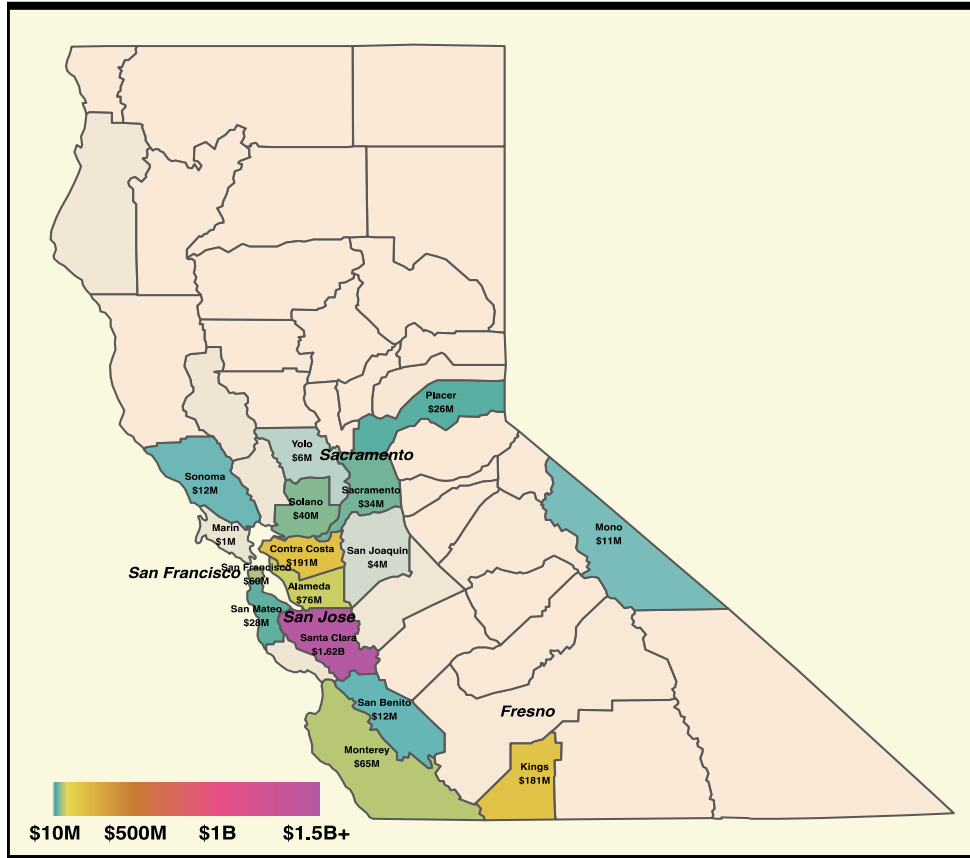 Placer
$26M
Yolo
$6M
Sacramento
Sonoma
$12M
Sacramento
$34M
Solano
$40M
Marin
$1M
Mono
$11M
Contra Costa
$191M
San Joaquin
$4M
San Francisco
San Francisco
$60M
Alameda
$76M
San Mateo
$28M
San Jose
Santa Clara
$1.62B
San Benito
$12M
Fresno
Monterey
$65M
Kings
$181M
$10M $500M $1B $1.5B+